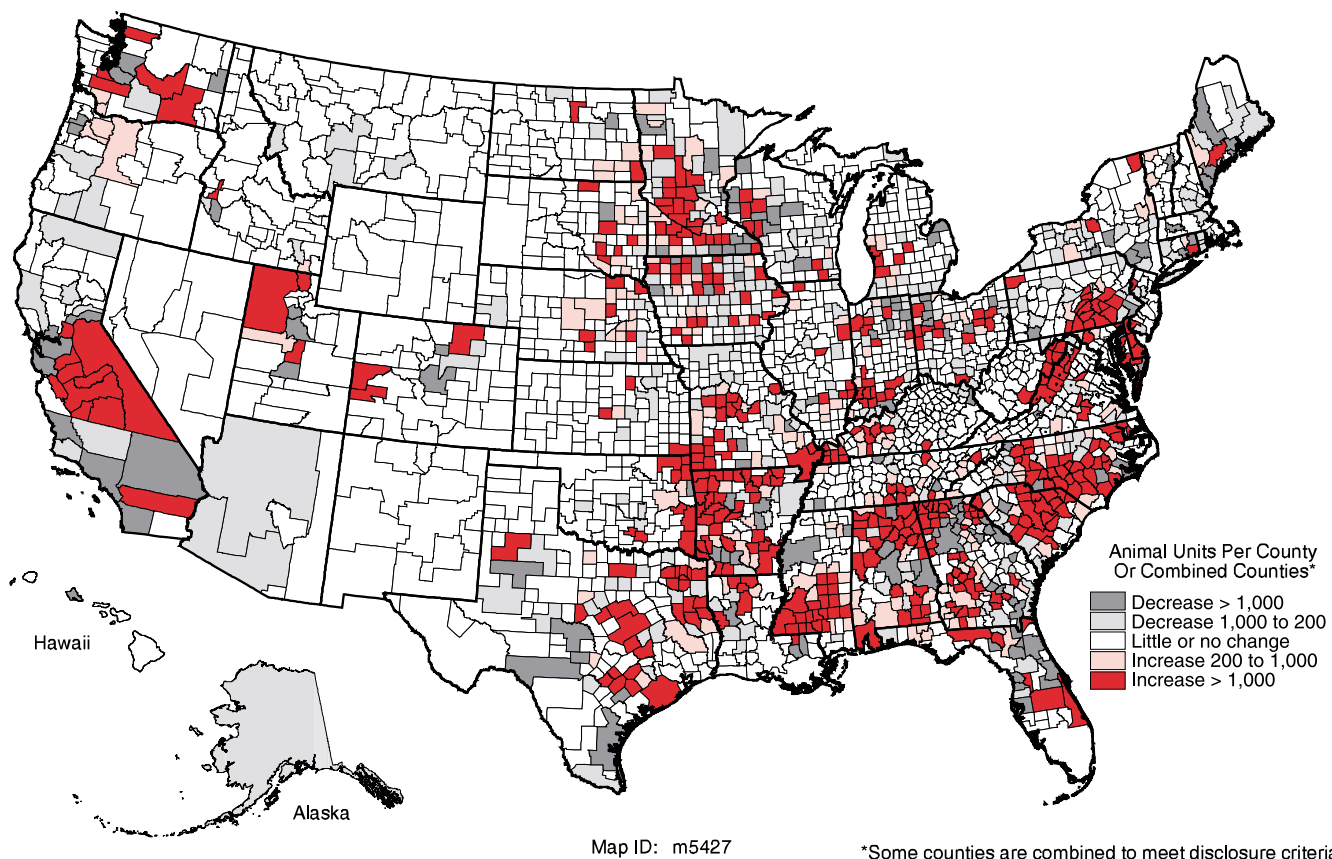 Animal Units Per County
Or Combined Counties*
Decrease > 1,000
Decrease 1,000 to 200
Little or no change
Increase 200 to 1,000
Increase > 1,000
Hawaii
Alaska
Map ID: m5427
*Some counties are combined to meet disclosure criteria